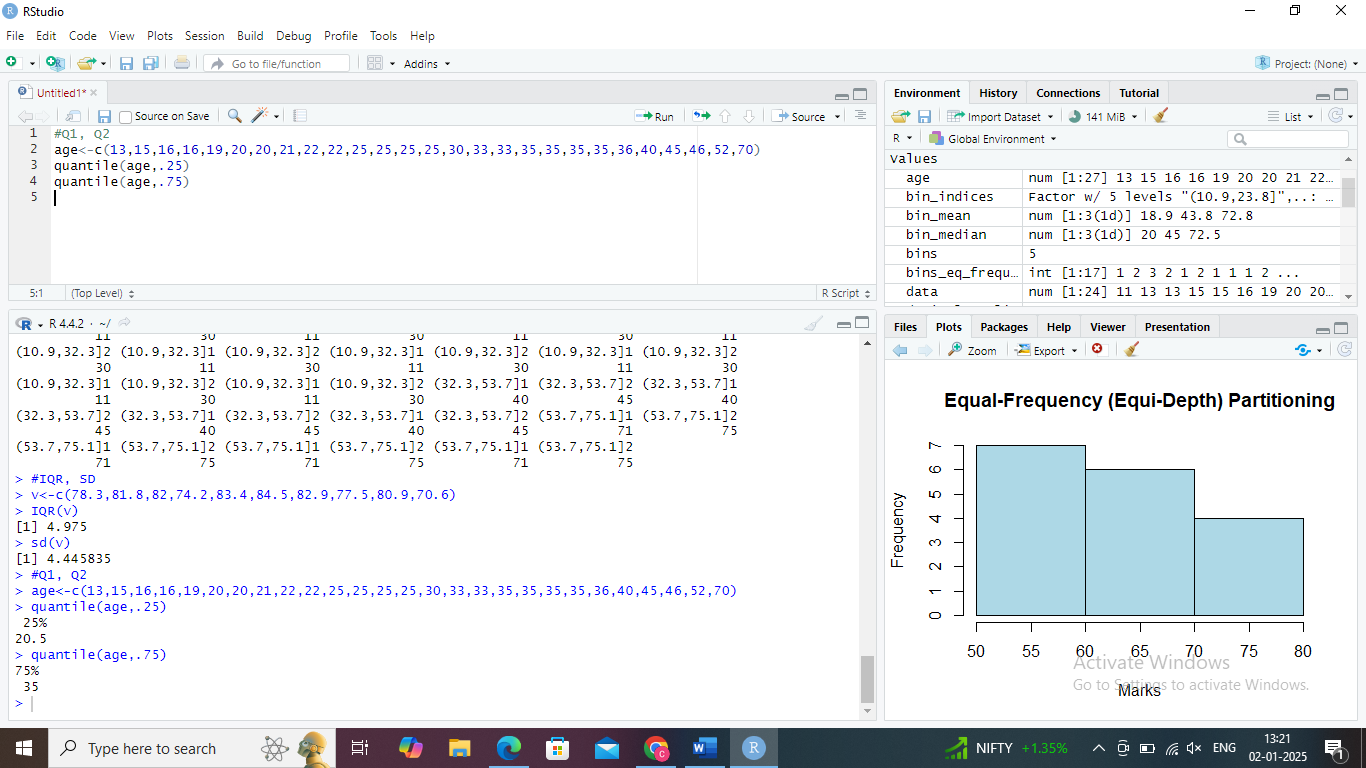 RStudio
File Edit Code View Plots Session Build Debug Profile Tools Help
Go to file/function Addins Project: (None)
Untitled1*
Source on Save Run Source
1 #Q1, Q2
2 age<-c(13,15,16,16,19,20,20,21,22,22,25,25,25,25,30,33,33,35,35,35,35,36,40,45,46,52,70)
3 quantile(age,.25)
4 quantile(age,.75)
5
5:1 (Top Level) R Script
R R 4.4.2 · ~/
11 30 11 30 11 30 11
(10.9,32.3]2 (10.9,32.3]1 (10.9,32.3]2 (10.9,32.3]1 (10.9,32.3]2 (10.9,32.3]1 (10.9,32.3]2
30 11 30 11 30 11 30
(10.9,32.3]1 (10.9,32.3]2 (10.9,32.3]1 (10.9,32.3]2 (32.3,53.7]1 (32.3,53.7]2 (32.3,53.7]1
11 30 11 30 40 45 40
(32.3,53.7]2 (32.3,53.7]1 (32.3,53.7]2 (32.3,53.7]1 (32.3,53.7]2 (53.7,75.1]1 (53.7,75.1]2
45 40 45 40 45 71 75
(53.7,75.1]1 (53.7,75.1]2 (53.7,75.1]1 (53.7,75.1]2 (53.7,75.1]1 (53.7,75.1]2
71 75 71 75 71 75
> #IQR, SD
> v<-c(78.3,81.8,82,74.2,83.4,84.5,82.9,77.5,80.9,70.6)
> IQR(v)
[1] 4.975
> sd(v)
[1] 4.445835
> #Q1, Q2
> age<-c(13,15,16,16,19,20,20,21,22,22,25,25,25,25,30,33,33,35,35,35,35,36,40,45,46,52,70)
> quantile(age,.25)
25%
20.5
> quantile(age,.75)
75%
35
>
Environment History Connections Tutorial
Import Dataset 141 MiB List
R Global Environment
Values
age num [1:27] 13 15 16 16 19 20 20 21 22…
bin_indices Factor w/ 5 levels "(10.9,23.8]",..: …
bin_mean num [1:3(1d)] 18.9 43.8 72.8
bin_median num [1:3(1d)] 20 45 72.5
bins 5
bins_eq_frequ… int [1:17] 1 2 3 2 1 2 1 1 1 2 ...
data num [1:24] 11 13 13 15 15 16 19 20 20…
Files Plots Packages Help Viewer Presentation
Zoom Export
Equal-Frequency (Equi-Depth) Partitioning
Frequency
0 1 2 3 4 5 6 7
50 55 60 65 70 75 80
Marks
Activate Windows
Go to Settings to activate Windows.
Type here to search
NIFTY +1.35% ENG 13:21
02-01-2025
1